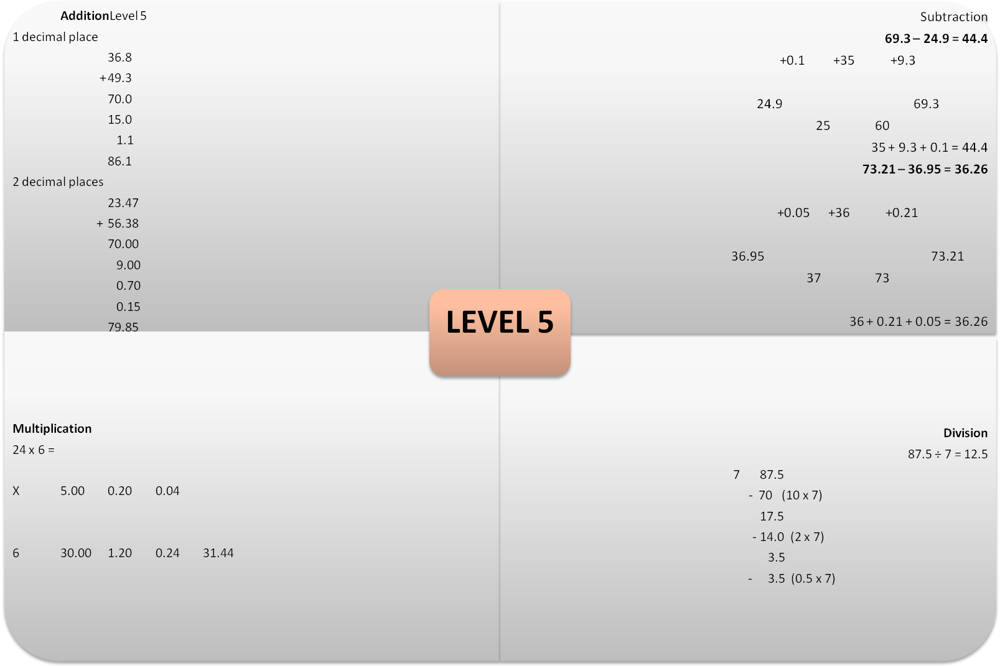 Addition Level 5
1 decimal place
36.8
+49.3
70.0
15.0
1.1
86.1
2 decimal places
23.47
+ 56.38
70.00
9.00
0.70
0.15
79.85
Subtraction
69.3 – 24.9 = 44.4
+0.1 +35 +9.3
24.9 69.3
25 60
35 + 9.3 + 0.1 = 44.4
73.21 – 36.95 = 36.26
+0.05 +36 +0.21
36.95 73.21
37 73
36 + 0.21 + 0.05 = 36.26
LEVEL 5
Multiplication
24 x 6 =
X 5.00 0.20 0.04
6 30.00 1.20 0.24 31.44
Division
87.5 ÷ 7 = 12.5
7 87.5
- 70 (10 x 7)
17.5
- 14.0 (2 x 7)
3.5
- 3.5 (0.5 x 7)